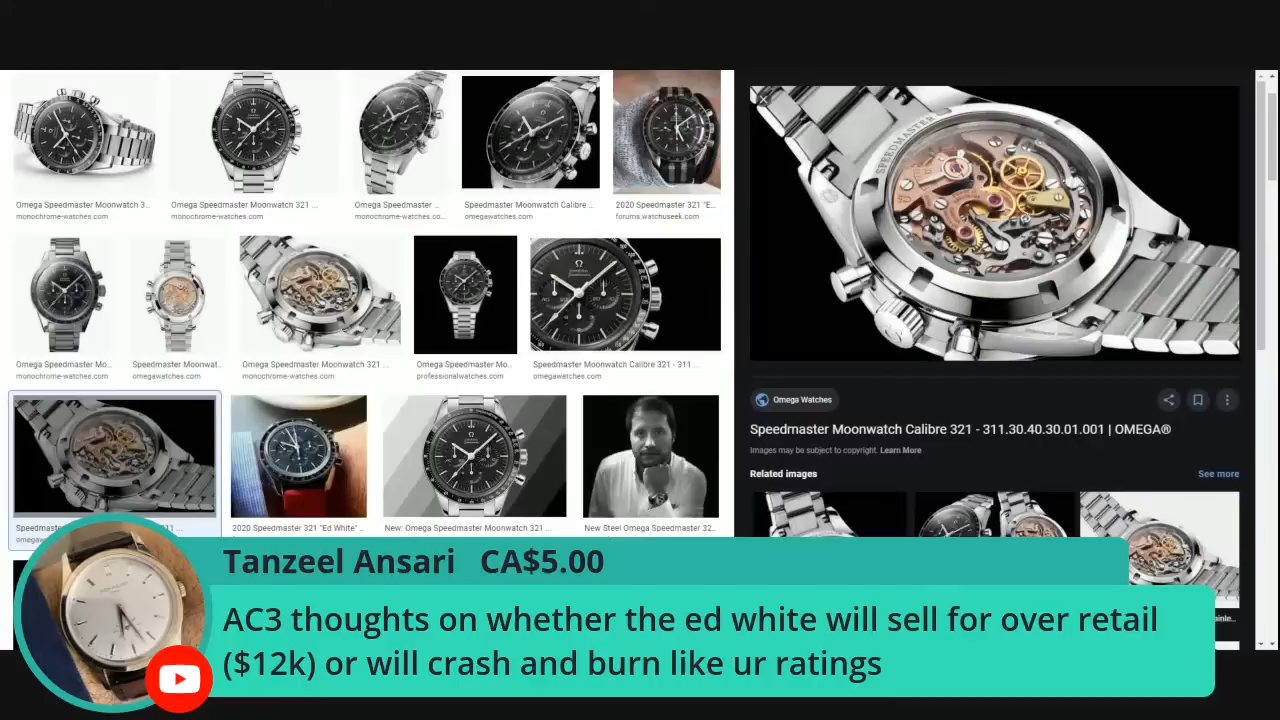 Omega Speedmaster Moonwatch 3...
monochrome-watches.com
Omega Speedmaster Moonwatch 321 ...
monochrome-watches.com
Omega Speedmaster ...
monochrome-watches.co...
Speedmaster Moonwatch Calibre ...
omegawatches.com
2020 Speedmaster 321 "E...
forums.watchuseek.com
SPEEDMASTER
Omega Speedmaster Mo...
monochrome-watches.com
Speedmaster Moonwat...
omegawatches.com
Omega Speedmaster Moonwatch 321 ...
monochrome-watches.com
Omega Speedmaster Mo...
professionalwatches.com
Speedmaster Moonwatch Calibre 321 - 311 ...
omegawatches.com
Omega Watches
Speedmaster Moonwatch Calibre 321 - 311.30.40.30.01.001 | OMEGA®
Images may be subject to copyright. Learn More
Related images
See more
2020 Speedmaster 321 "Ed White" ...
New: Omega Speedmaster Moonwatch 321 ...
New Steel Omega Speedmaster 32...
Tanzeel Ansari CA$5.00
AC3 thoughts on whether the ed white will sell for over retail
($12k) or will crash and burn like ur ratings